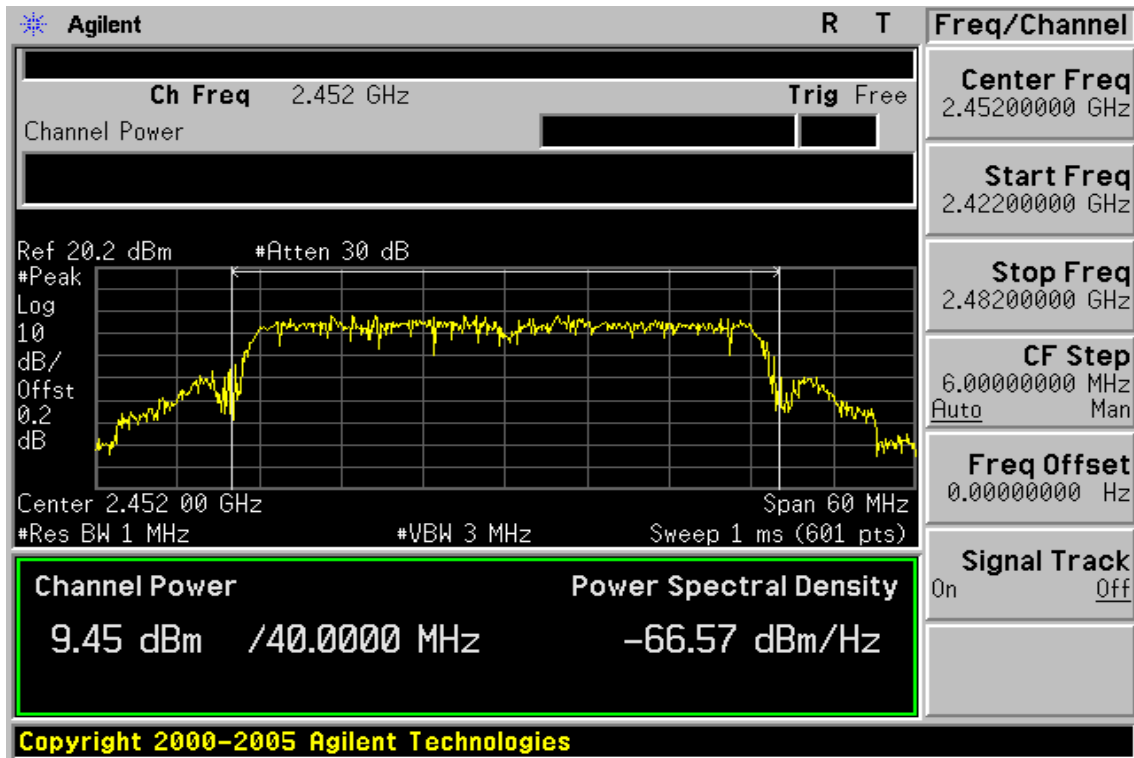 Agilent R T
Ch Freq 2.452 GHz Trig Free
Channel Power
Ref 20.2 dBm #Atten 30 dB
#Peak
Log
10
dB/
Offst
0.2
dB
Center 2.452 00 GHz Span 60 MHz
#Res BW 1 MHz #VBW 3 MHz Sweep 1 ms (601 pts)
Channel Power Power Spectral Density
9.45 dBm /40.0000 MHz -66.57 dBm/Hz
Copyright 2000-2005 Agilent Technologies
Freq/Channel
Center Freq
2.45200000 GHz
Start Freq
2.42200000 GHz
Stop Freq
2.48200000 GHz
CF Step
6.00000000 MHz
Auto Man
Freq Offset
0.00000000 Hz
Signal Track
On Off